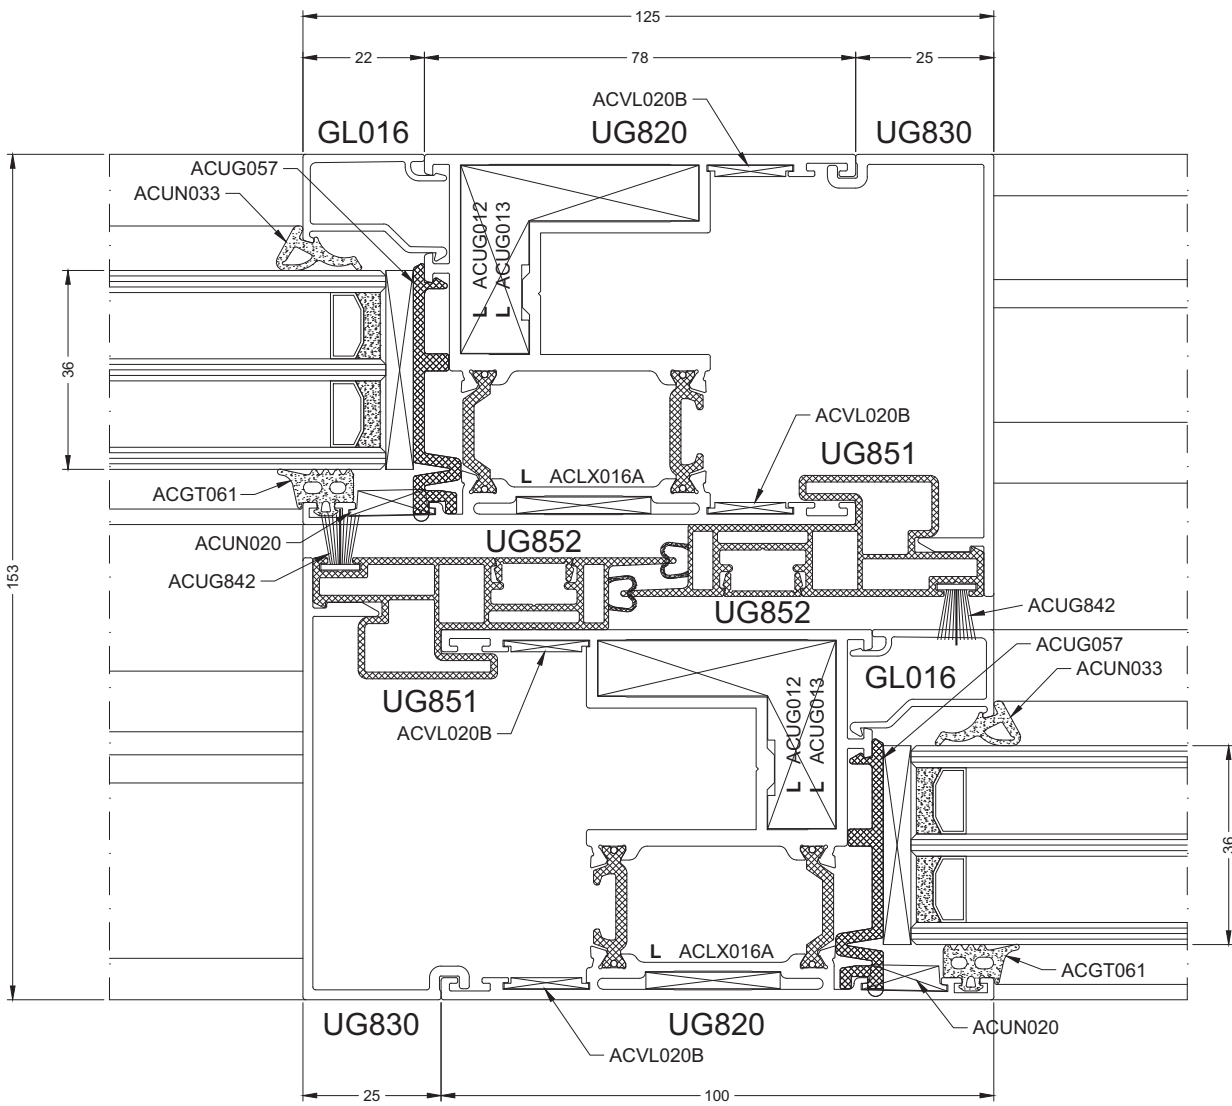 125
22
78
25
ACVL020B
GL016
UG820
UG830
ACUG057
ACUN033
L ACUG012
L ACUG013
36
ACVL020B
UG851
L ACLX016A
ACGT061
ACUN020
UG852
ACUG842
153
UG852
ACUG842
ACUG057
GL016
ACUN033
UG851
ACVL020B
L ACUG012
L ACUG013
36
L ACLX016A
ACGT061
UG830
UG820
ACUN020
ACVL020B
25
100